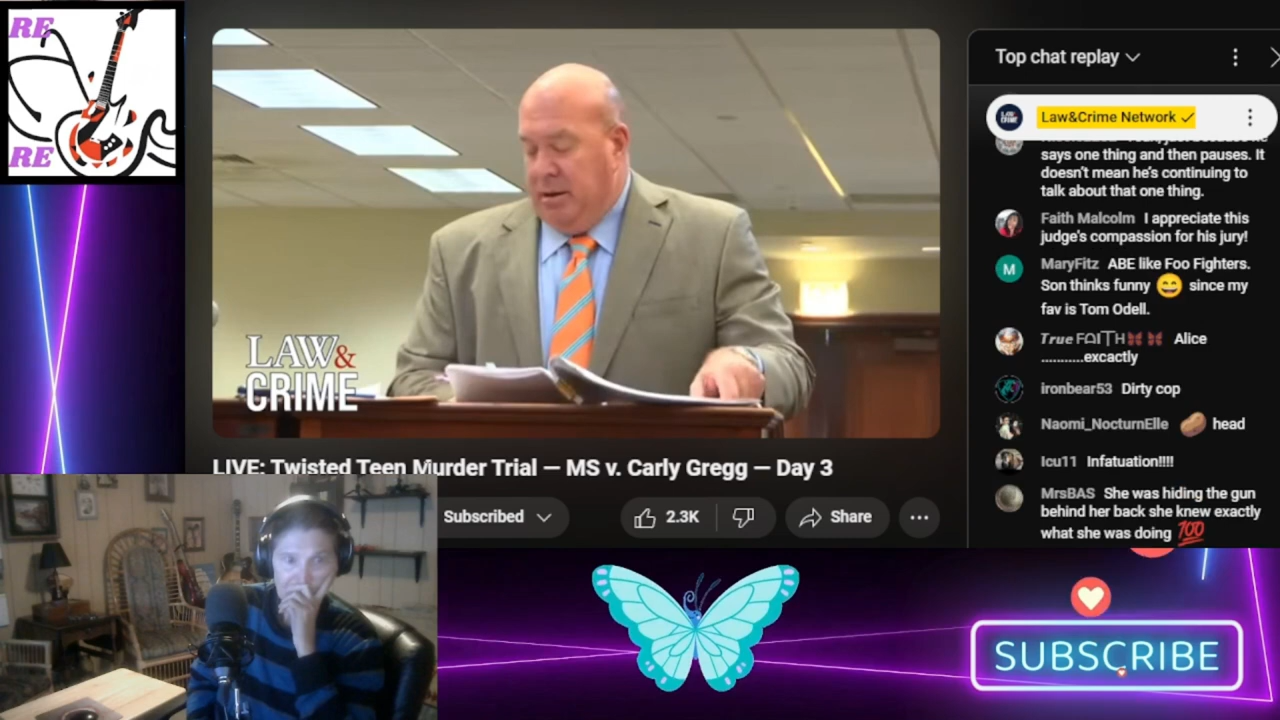 RE
RE
LAW&
CRIME
LIVE: Twisted Teen Murder Trial — MS v. Carly Gregg — Day 3
Subscribed
2.3K
Share
Top chat replay
Law&Crime Network
says one thing and then pauses. It
doesn't mean he's continuing to
talk about that one thing.
Faith Malcolm I appreciate this
judge's compassion for his jury!
M
MaryFitz ABE like Foo Fighters.
Son thinks funny 😄 since my
fav is Tom Odell.
True FAITH Alice
...........excactly
ironbear53 Dirty cop
Naomi_NocturnElle 🥔 head
Icu11 Infatuation!!!!
MrsBAS She was hiding the gun
behind her back she knew exactly
what she was doing 💯
SUBSCRIBE